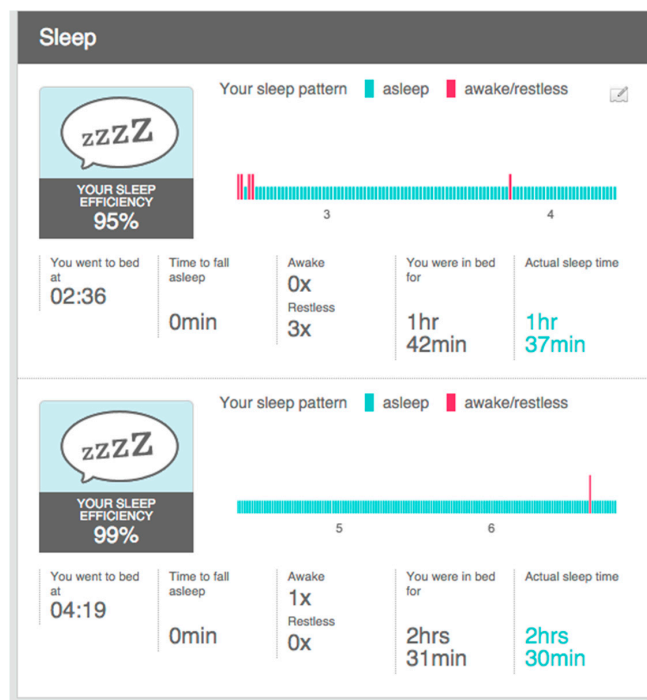 Sleep
Your sleep pattern asleep awake/restless
zzzZ
YOUR SLEEP
EFFICIENCY
95%
3 4
You went to bed
at
02:36
Time to fall
asleep
0min
Awake
0x
Restless
3x
You were in bed
for
1hr
42min
Actual sleep time
1hr
37min
Your sleep pattern asleep awake/restless
zzzZ
YOUR SLEEP
EFFICIENCY
99%
5 6
You went to bed
at
04:19
Time to fall
asleep
0min
Awake
1x
Restless
0x
You were in bed
for
2hrs
31min
Actual sleep time
2hrs
30min